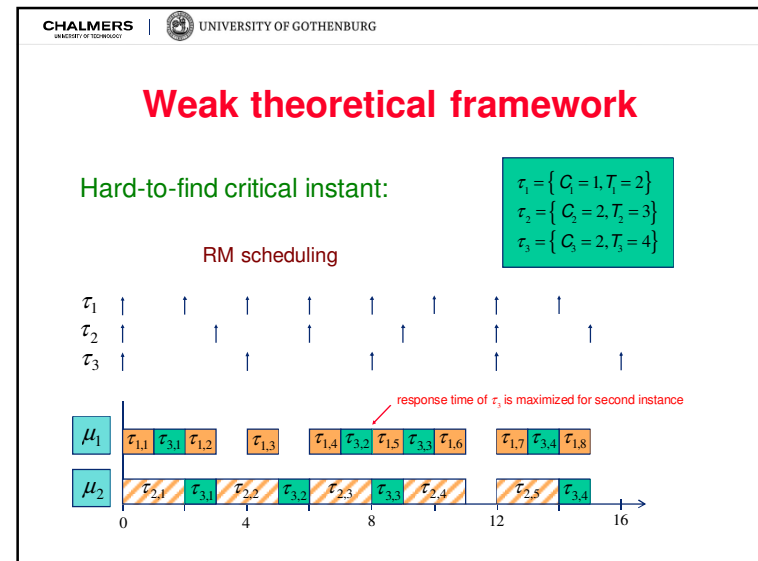 CHALMERS
UNIVERSITY OF TECHNOLOGY
UNIVERSITY OF GOTHENBURG
Weak theoretical framework
Hard-to-find critical instant:
τ₁ = { C₁ = 1, T₁ = 2 }
τ₂ = { C₂ = 2, T₂ = 3 }
τ₃ = { C₃ = 2, T₃ = 4 }
RM scheduling
τ₁
τ₂
τ₃
response time of τ₃ is maximized for second instance
μ₁ τ₁,₁ τ₃,₁ τ₁,₂ τ₁,₃ τ₁,₄ τ₃,₂ τ₁,₅ τ₃,₃ τ₁,₆ τ₁,₇ τ₃,₄ τ₁,₈
μ₂ τ₂,₁ τ₃,₁ τ₂,₂ τ₃,₂ τ₂,₃ τ₃,₃ τ₂,₄ τ₂,₅ τ₃,₄
0 4 8 12 16